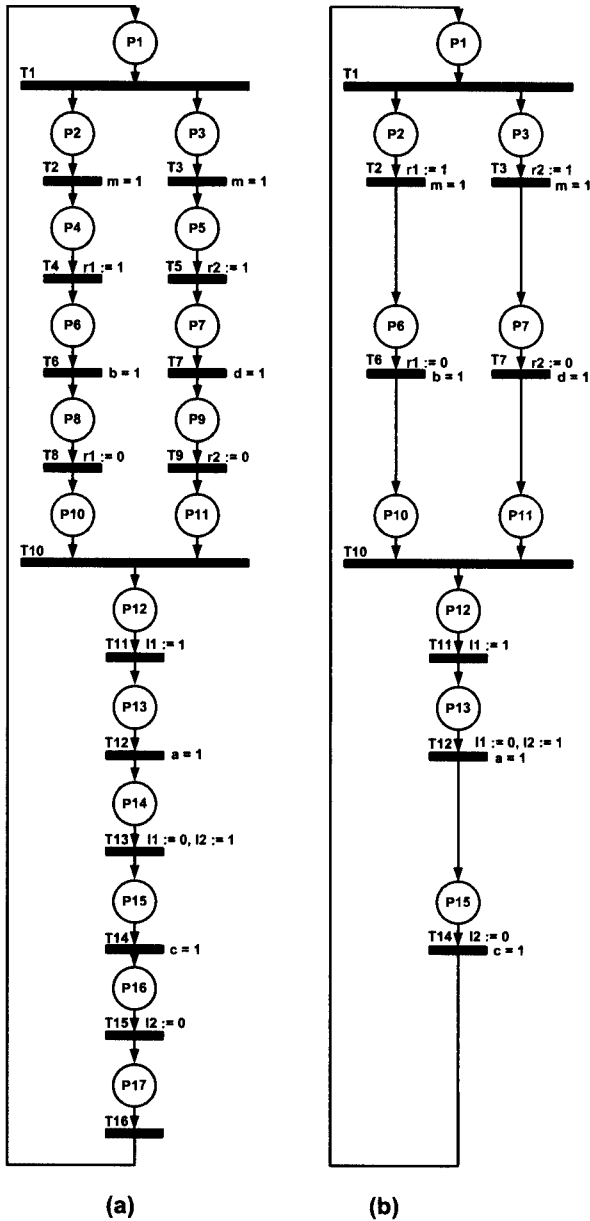 P1
T1
P2 P3
T2 m = 1 T3 m = 1
P4 P5
T4 r1 := 1 T5 r2 := 1
P6 P7
T6 b = 1 T7 d = 1
P8 P9
T8 r1 := 0 T9 r2 := 0
P10 P11
T10
P12
T11 l1 := 1
P13
T12 a = 1
P14
T13 l1 := 0, l2 := 1
P15
T14 c = 1
P16
T15 l2 := 0
P17
T16
(a)
P1
T1
P2 P3
T2 r1 := 1 T3 r2 := 1
m = 1 m = 1
P6 P7
T6 r1 := 0 T7 r2 := 0
b = 1 d = 1
P10 P11
T10
P12
T11 l1 := 1
P13
T12 l1 := 0, l2 := 1
a = 1
P15
T14 l2 := 0
c = 1
(b)